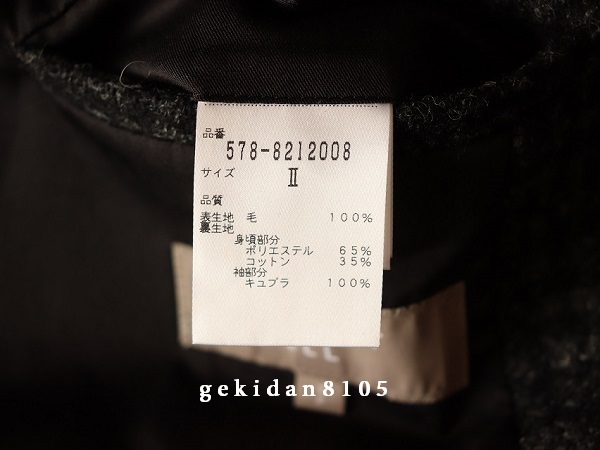 品番
578-8212008
サイズ
Ⅱ
品質
表生地 毛 100%
裏生地
身頃部分
ポリエステル 65%
コットン 35%
袖部分
キュプラ 100%
gekidan8105